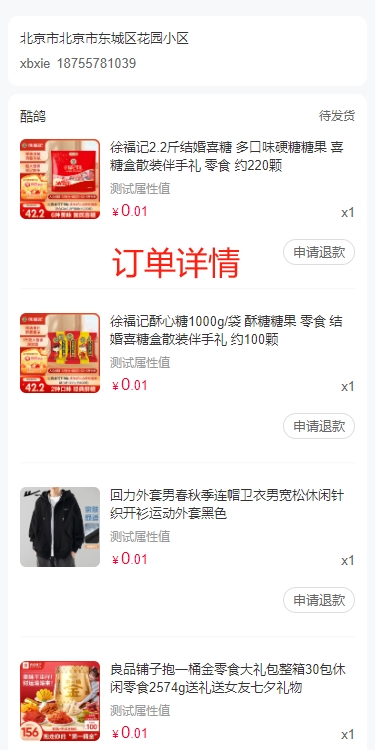 北京市北京市东城区花园小区
xbxie 18755781039
酷鸽
待发货
徐福记2.2斤结婚喜糖 多口味硬糖糖果 喜
糖盒散装伴手礼 零食 约220颗
测试属性值
¥0.01
x1
42.2
申请退款
订单详情
徐福记酥心糖1000g/袋 酥糖糖果 零食 结
婚喜糖盒散装伴手礼 约100颗
测试属性值
¥0.01
x1
42.2
申请退款
回力外套男春秋季连帽卫衣男宽松休闲针
织开衫运动外套黑色
测试属性值
¥0.01
x1
亲肤
舒适
申请退款
良品铺子抱一桶金零食大礼包整箱30包休
闲零食2574g送礼送女友七夕礼物
测试属性值
¥0.01
x1
156